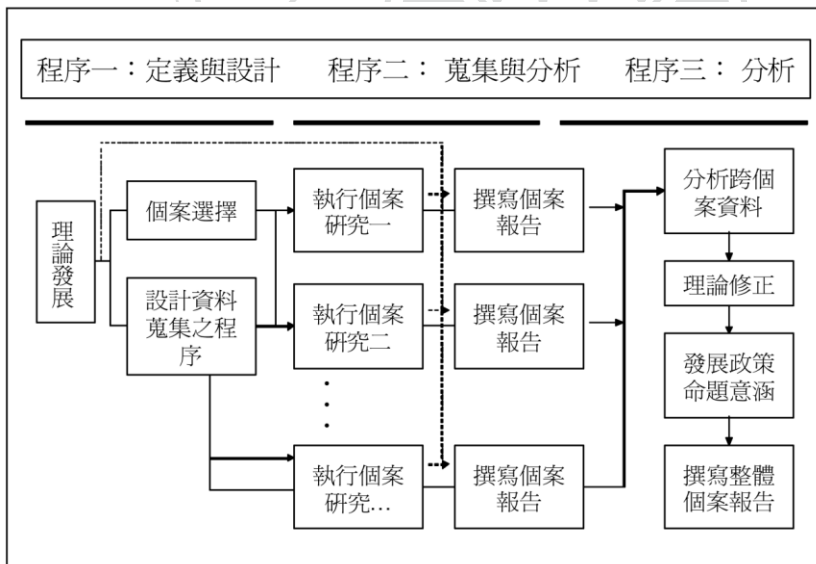 程序一：定義與設計 程序二： 蒐集與分析 程序三： 分析
理論發展
個案選擇
設計資料
蒐集之程
序
執行個案
研究一
撰寫個案
報告
執行個案
研究二
撰寫個案
報告
執行個案
研究…
撰寫個案
報告
分析跨個
案資料
理論修正
發展政策
命題意涵
撰寫整體
個案報告